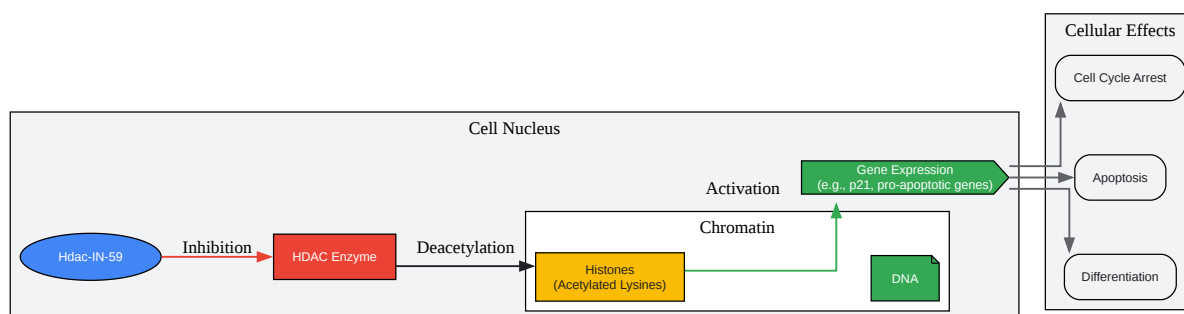 Cellular Effects
Cell Cycle Arrest
Cell Nucleus
Gene Expression
(e.g., p21, pro-apoptotic genes)
Activation
Apoptosis
Chromatin
Inhibition
Deacetylation
Hdac-IN-59
HDAC Enzyme
Histones
(Acetylated Lysines)
DNA
Differentiation